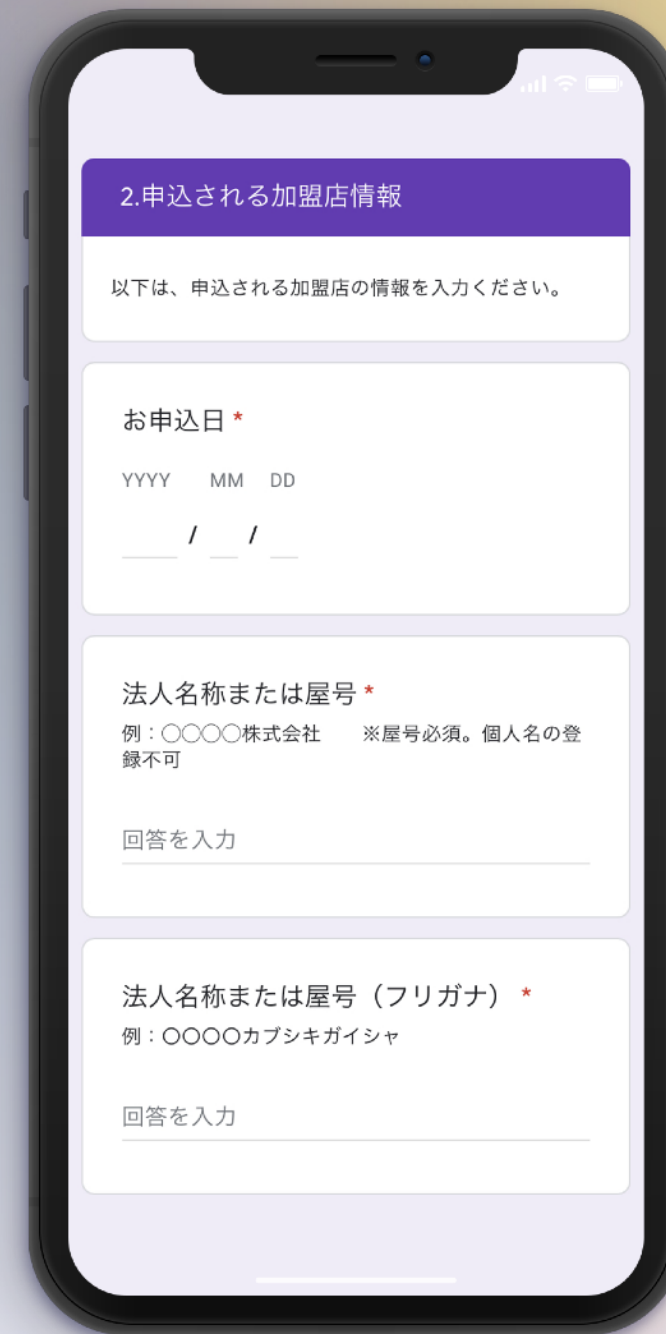 2.申込される加盟店情報
以下は、申込される加盟店の情報を入力ください。
お申込日 *
YYYY MM DD
/ /
法人名称または屋号 *
例：◯◯◯◯株式会社　　※屋号必須。個人名の登
録不可
回答を入力
法人名称または屋号（フリガナ） *
例：〇〇〇〇カブシキガイシャ
回答を入力